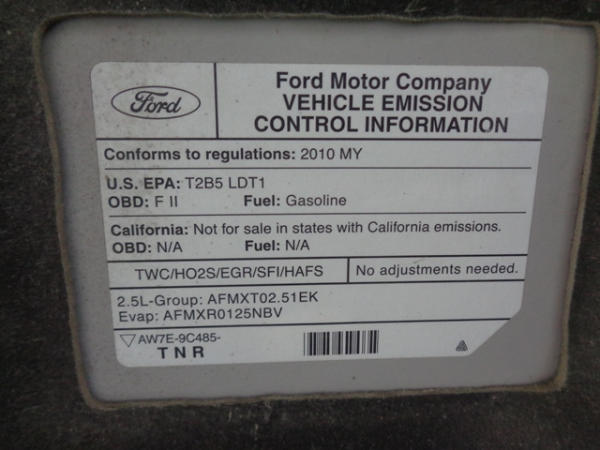 Ford
Ford Motor Company
VEHICLE EMISSION
CONTROL INFORMATION
Conforms to regulations: 2010 MY
U.S. EPA: T2B5 LDT1
OBD: F II Fuel: Gasoline
California: Not for sale in states with California emissions.
OBD: N/A Fuel: N/A
TWC/HO2S/EGR/SFI/HAFS No adjustments needed.
2.5L-Group: AFMXT02.51EK
Evap: AFMXR0125NBV
AW7E-9C485-
TNR